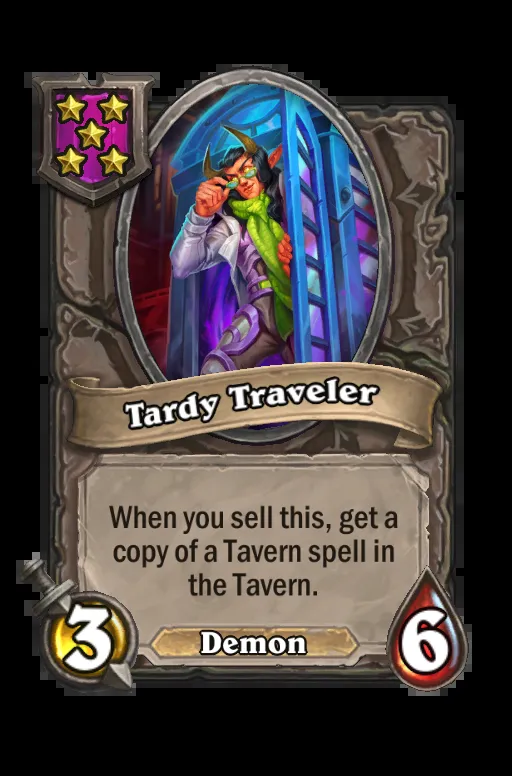 Tardy Traveler
When you sell this, get a
copy of a Tavern spell in
the Tavern.
3
Demon
6